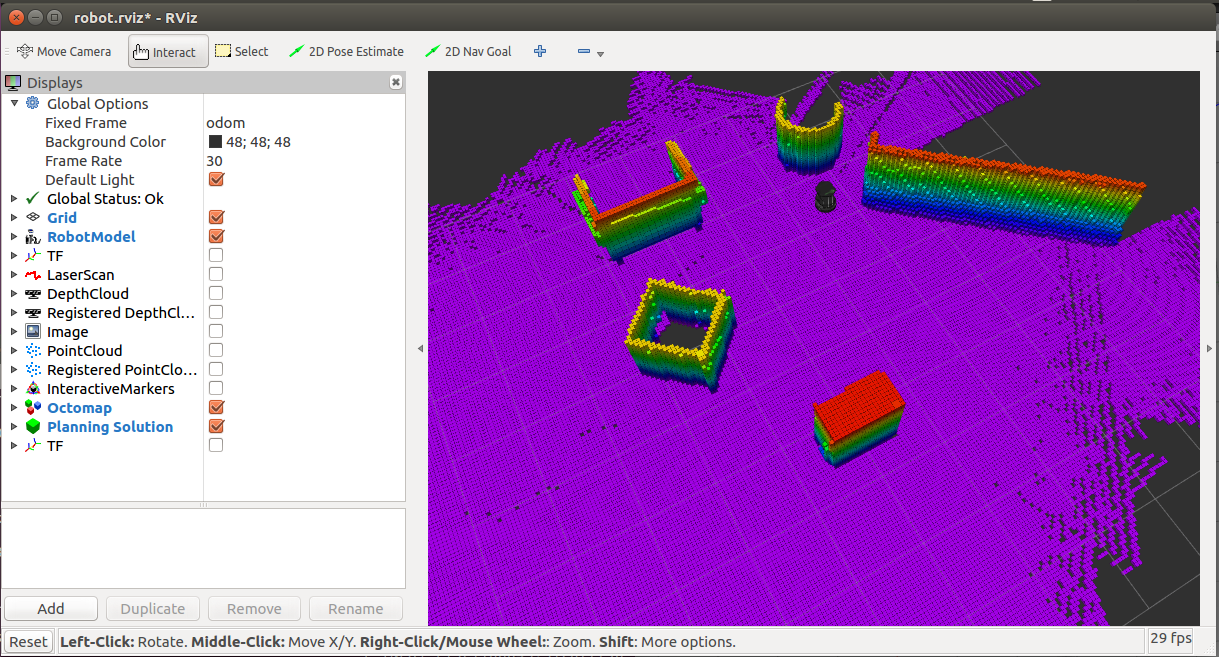 robot.rviz* - RViz
Move Camera Interact Select 2D Pose Estimate 2D Nav Goal
Displays
Global Options
Fixed Frame odom
Background Color 48; 48; 48
Frame Rate 30
Default Light
Global Status: Ok
Grid
RobotModel
TF
LaserScan
DepthCloud
Registered DepthCl...
Image
PointCloud
Registered PointClo...
InteractiveMarkers
Octomap
Planning Solution
TF
Add Duplicate Remove Rename
Reset Left-Click: Rotate. Middle-Click: Move X/Y. Right-Click/Mouse Wheel:: Zoom. Shift: More options. 29 fps